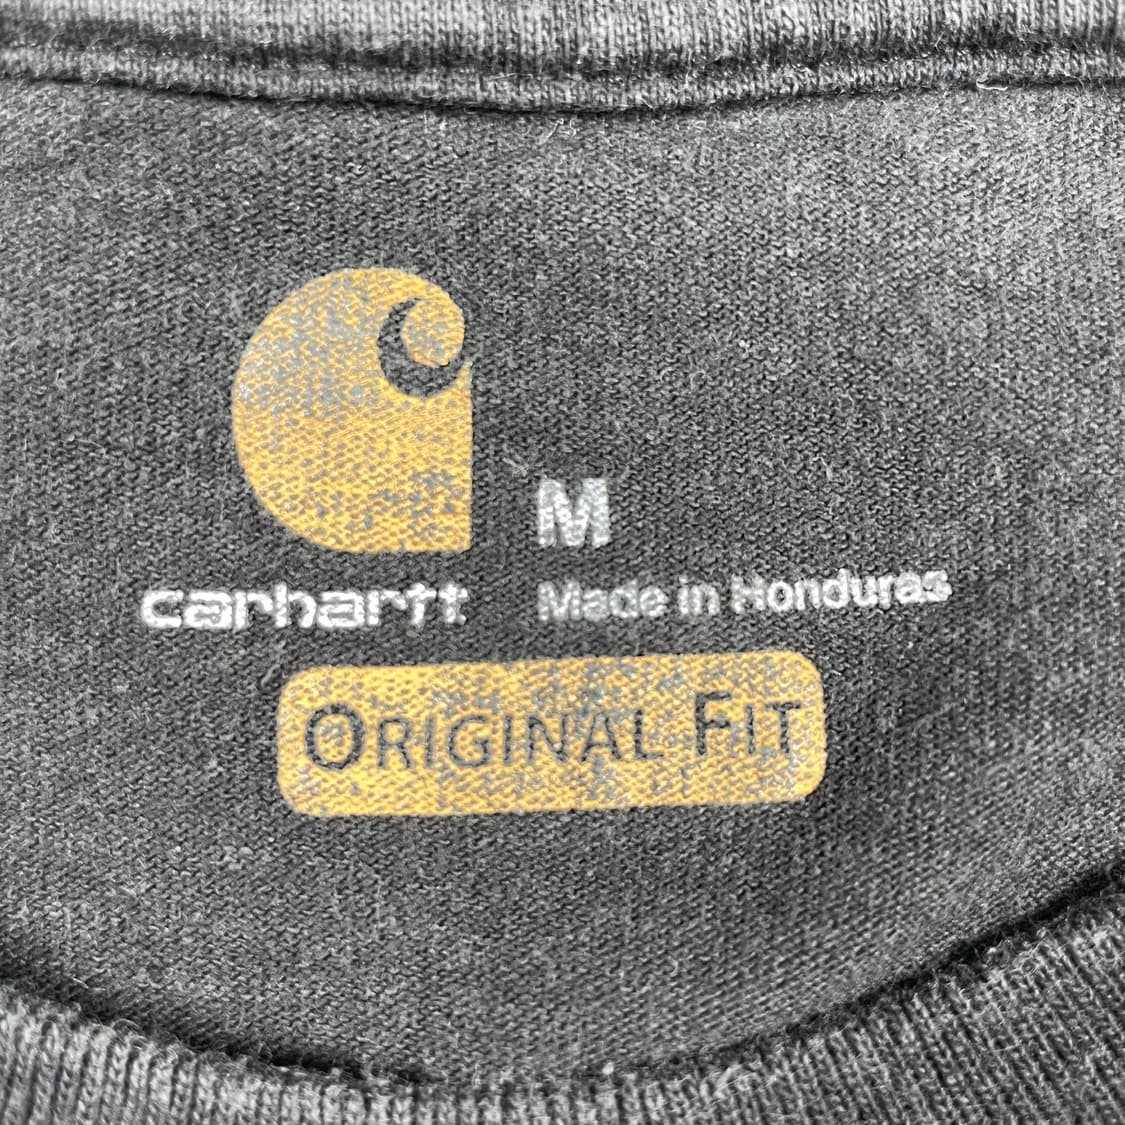 M
carhartt Made in Honduras
ORIGINAL FIT